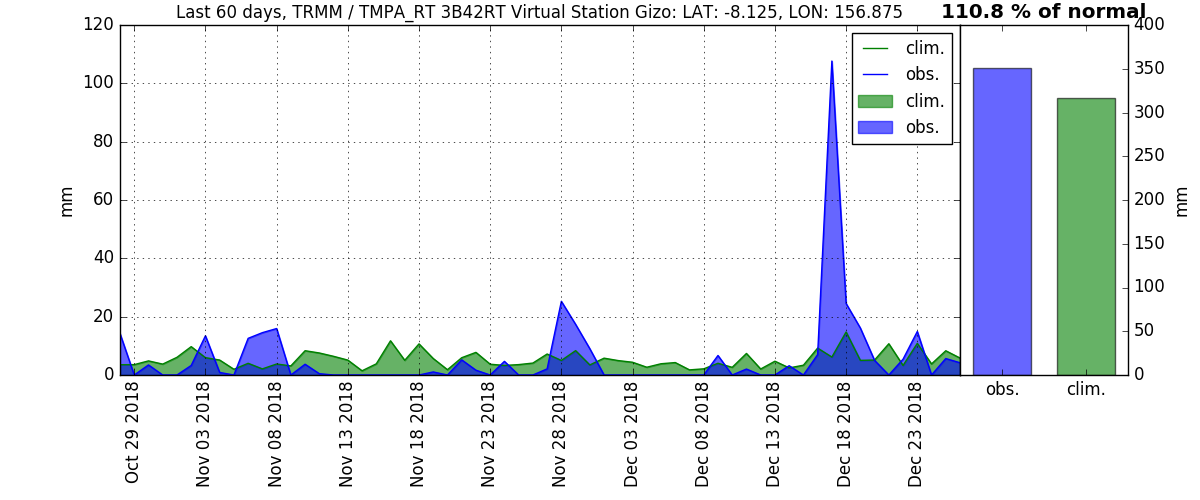 Last 60 days, TRMM / TMPA_RT 3B42RT Virtual Station Gizo: LAT: -8.125, LON: 156.875
110.8 % of normal
120
100
80
60
40
20
0
mm
clim.
obs.
clim.
obs.
400
350
300
250
200
150
100
50
0
mm
obs.
clim.
Oct 29 2018
Nov 03 2018
Nov 08 2018
Nov 13 2018
Nov 18 2018
Nov 23 2018
Nov 28 2018
Dec 03 2018
Dec 08 2018
Dec 13 2018
Dec 18 2018
Dec 23 2018